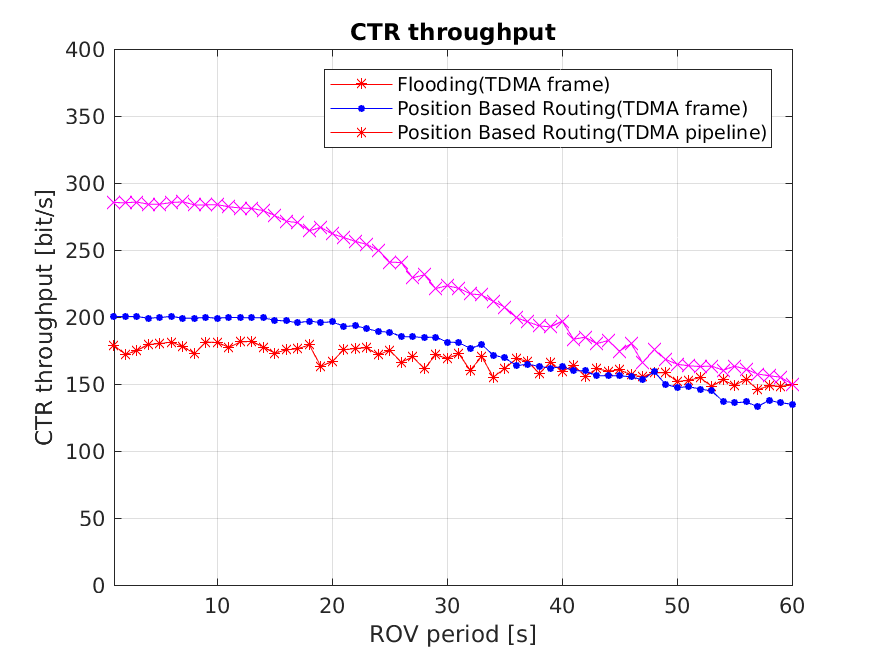 CTR throughput
400
350
300
250
200
150
100
50
0
CTR throughput [bit/s]
Flooding(TDMA frame)
Position Based Routing(TDMA frame)
Position Based Routing(TDMA pipeline)
10 20 30 40 50 60
ROV period [s]